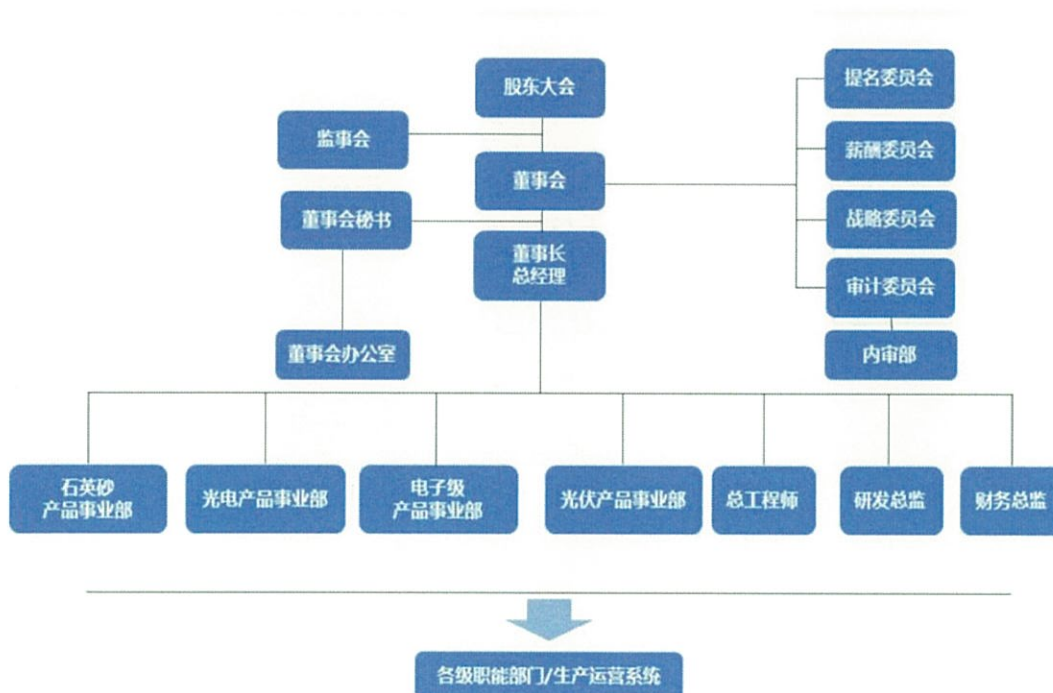 股东大会
提名委员会
监事会
薪酬委员会
董事会
董事会秘书
战略委员会
董事长
总经理
审计委员会
董事会办公室
内审部
石英砂
产品事业部
光电产品事业部
电子级
产品事业部
光伏产品事业部
总工程师
研发总监
财务总监
各级职能部门/生产运营系统